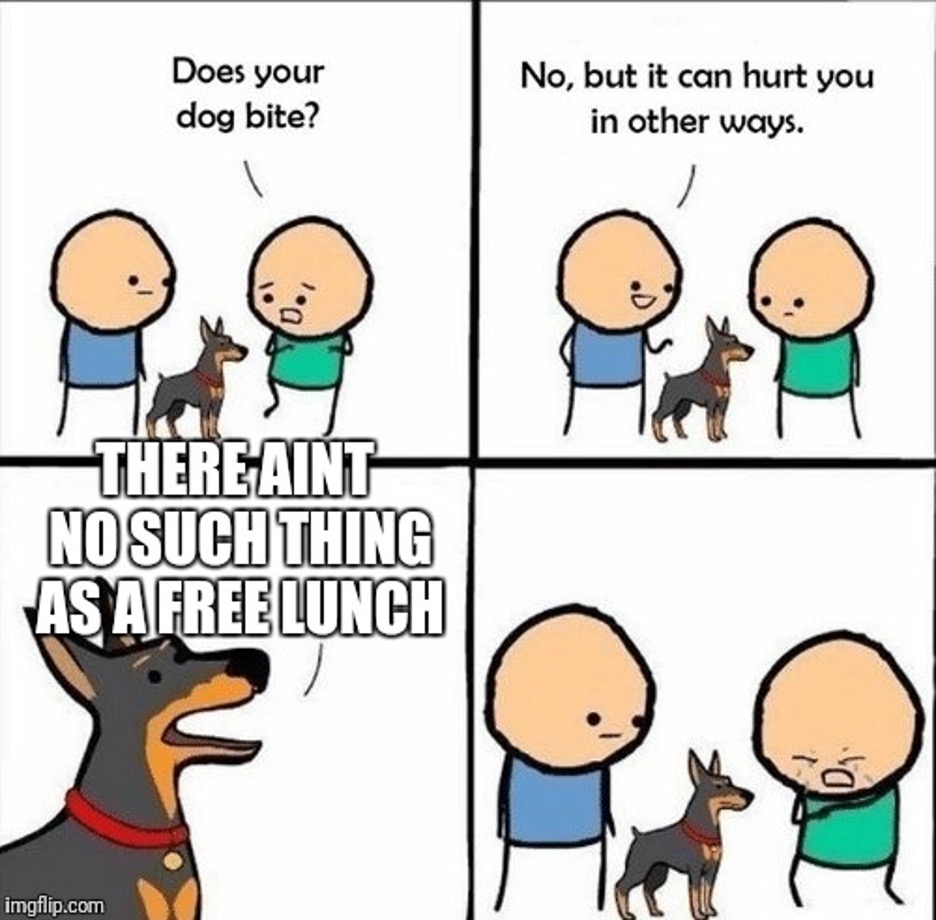 Does your
dog bite?
No, but it can hurt you
in other ways.
THERE AINT
NO SUCH THING
AS A FREE LUNCH
imgflip.com